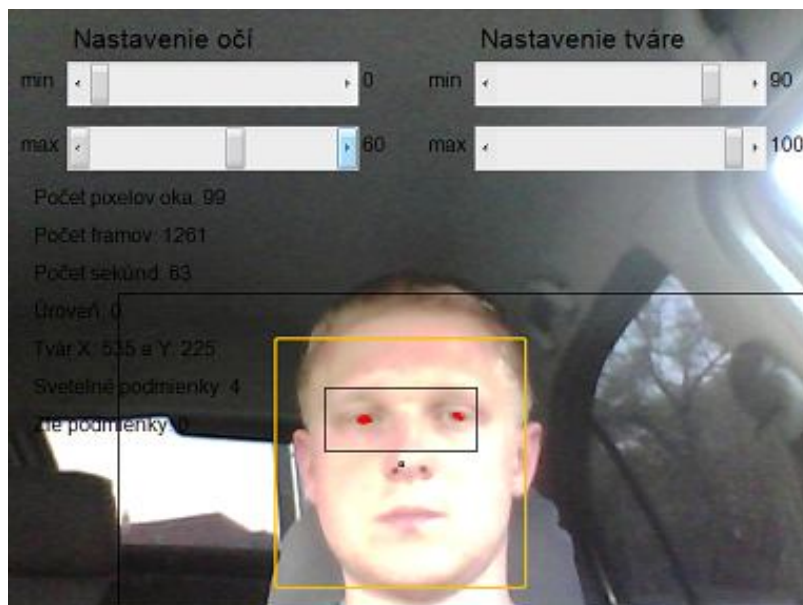 Nastavenie očí
Nastavenie tváre
min 0
min 90
max 60
max 100
Počet pixelov oka: 99
Počet framov: 1261
Počet sekúnd: 63
Úroveň: 0
Tvár X: 535 a Y: 225
Svetelné podmienky: 4
Zlé podmienky: 0